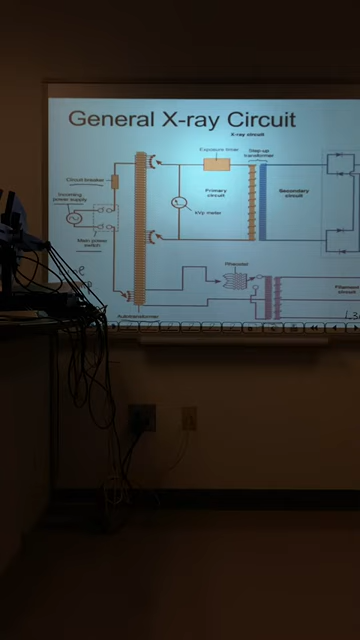 General X-ray Circuit
X-ray circuit
Exposure timer
Step-up
transformer
Circuit breaker
Incoming
power supply
Primary
circuit
Secondary
circuit
kVp meter
Main power
switch
Rheostat
Filament
circuit
Autotransformer